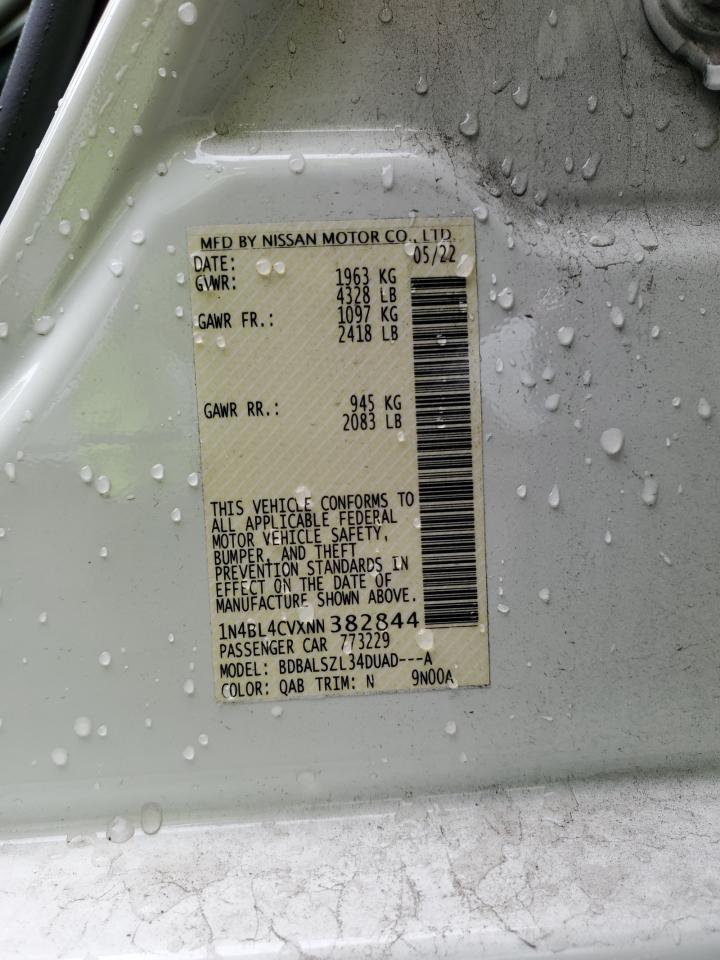 MFD BY NISSAN MOTOR CO., LTD.
DATE: 05/22
GVWR: 1963 KG
4328 LB
GAWR FR.: 1097 KG
2418 LB
GAWR RR.: 945 KG
2083 LB
THIS VEHICLE CONFORMS TO
ALL APPLICABLE FEDERAL
MOTOR VEHICLE SAFETY,
BUMPER, AND THEFT
PREVENTION STANDARDS IN
EFFECT ON THE DATE OF
MANUFACTURE SHOWN ABOVE.
1N4BL4CVXNN 382844
PASSENGER CAR 773229
MODEL: BDBALSZL34DUAD---A
COLOR: QAB TRIM: N 9N00A